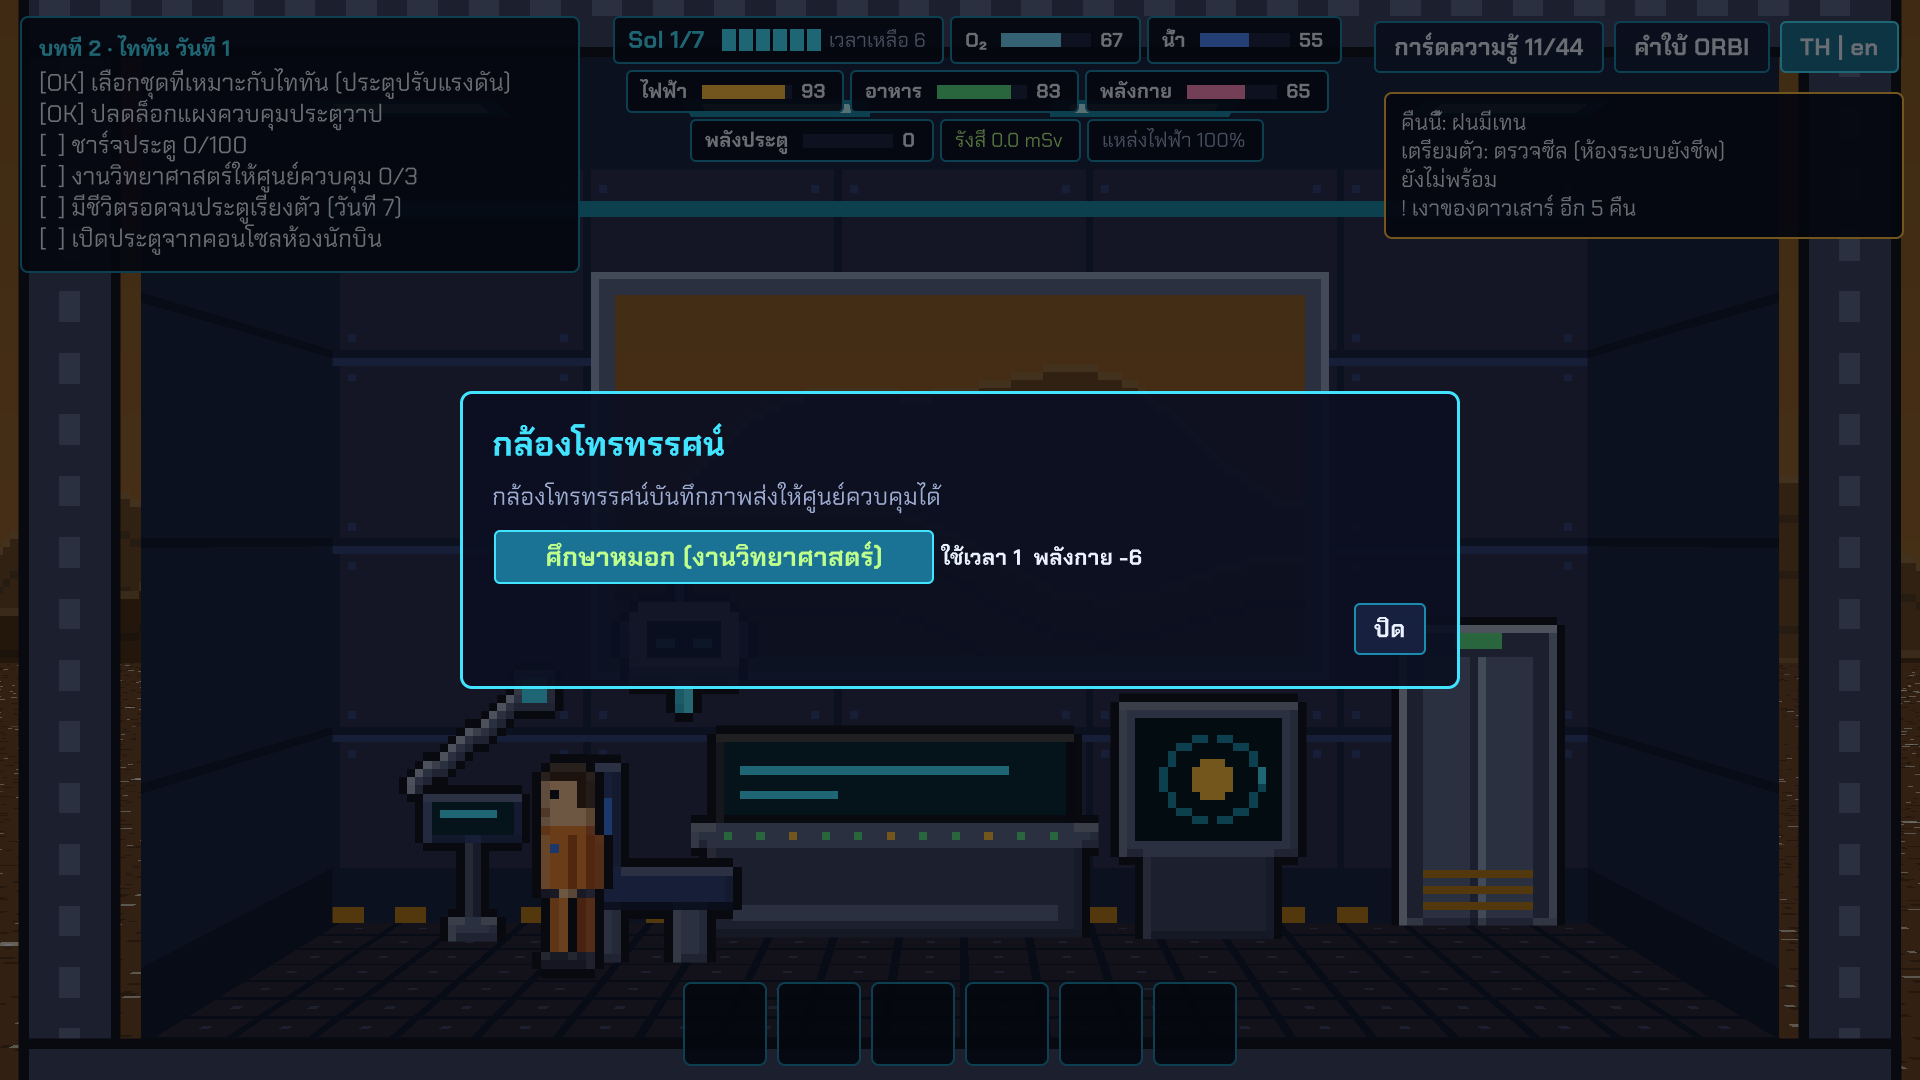 บทที่ 2 · ไททัน วันที่ 1
[OK] เลือกชุดที่เหมาะกับไททัน (ประตูปรับแรงดัน)
[OK] ปลดล็อกแผงควบคุมประตูวาป
[ ] ชาร์จประตู 0/100
[ ] งานวิทยาศาสตร์ให้ศูนย์ควบคุม 0/3
[ ] มีชีวิตรอดจนประตูเรียงตัว (วันที่ 7)
[ ] เปิดประตูจากคอนโซลห้องนักบิน
Sol 1/7 เวลาเหลือ 6
O₂ 67
น้ำ 55
ไฟฟ้า 93
อาหาร 83
พลังกาย 65
พลังประตู 0
รังสี 0.0 mSv
แหล่งไฟฟ้า 100%
การ์ดความรู้ 11/44
คำใบ้ ORBI
TH | en
คืนนี้: ฝนมีเทน
เตรียมตัว: ตรวจซีล (ห้องระบบยังชีพ)
ยังไม่พร้อม
! เงาของดาวเสาร์ อีก 5 คืน
กล้องโทรทรรศน์
กล้องโทรทรรศน์บันทึกภาพส่งให้ศูนย์ควบคุมได้
ศึกษาหมอก (งานวิทยาศาสตร์) ใช้เวลา 1 พลังกาย -6
ปิด